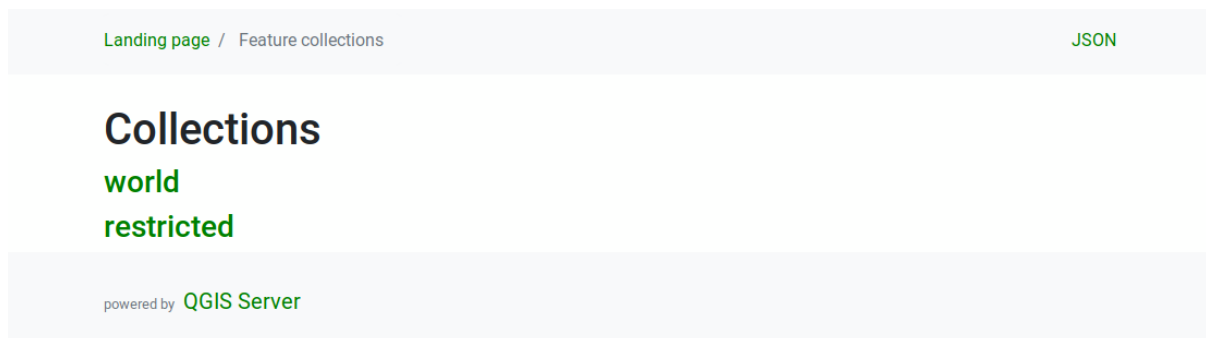 Landing page / Feature collections JSON
Collections
world
restricted
powered by QGIS Server